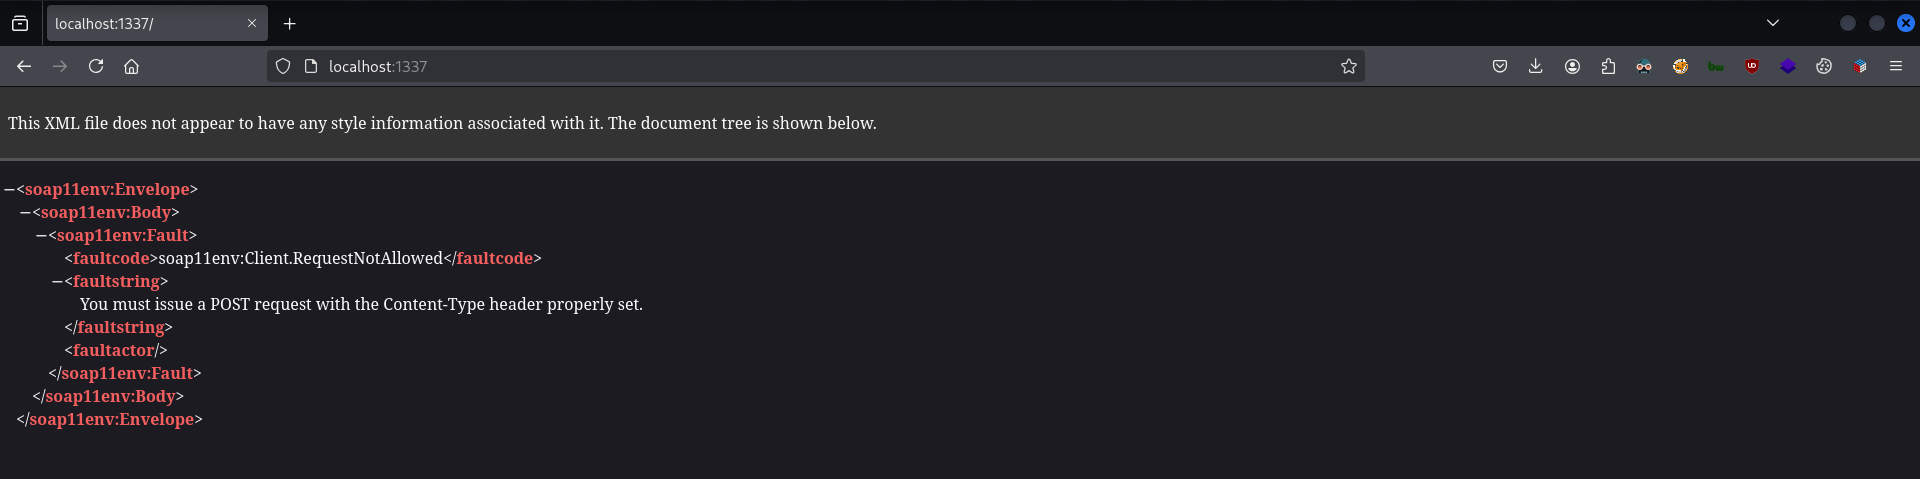 localhost:1337/
localhost:1337
This XML file does not appear to have any style information associated with it. The document tree is shown below.
−<soap11env:Envelope>
−<soap11env:Body>
−<soap11env:Fault>
<faultcode>soap11env:Client.RequestNotAllowed</faultcode>
−<faultstring>
You must issue a POST request with the Content-Type header properly set.
</faultstring>
<faultactor/>
</soap11env:Fault>
</soap11env:Body>
</soap11env:Envelope>